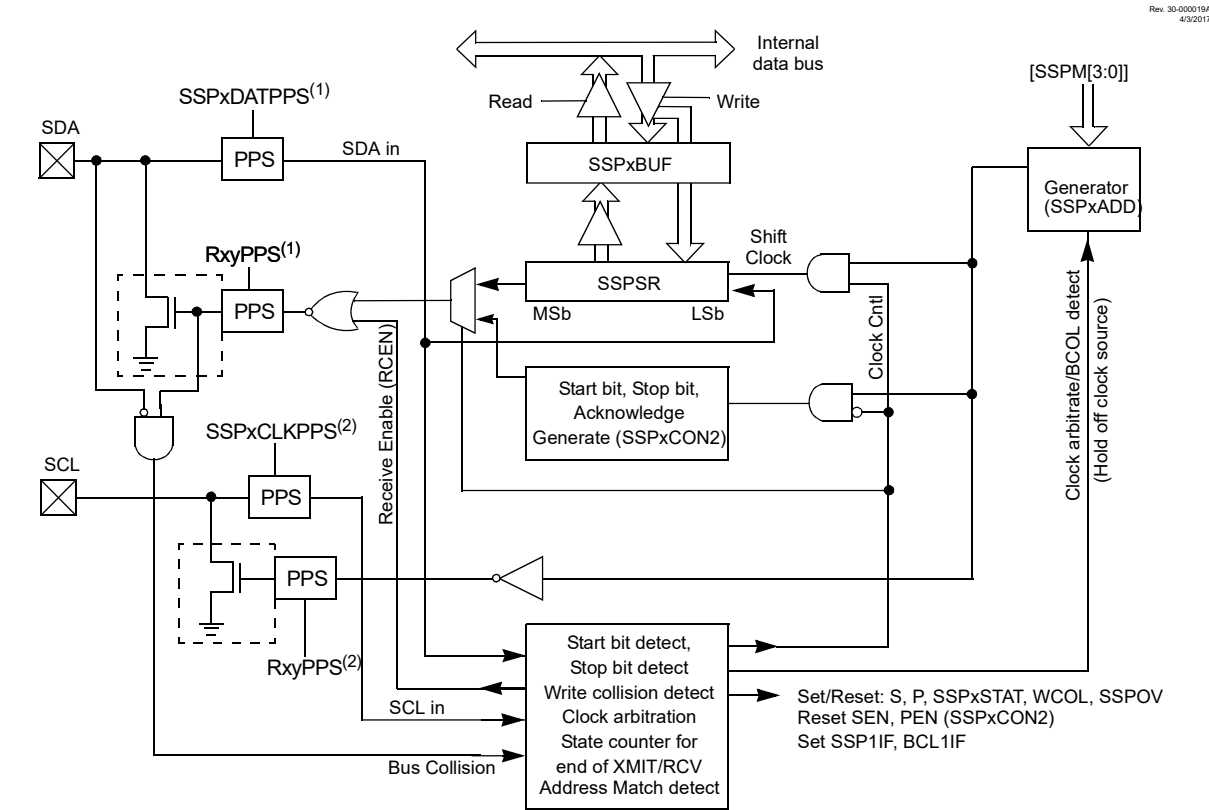 Rev. 30-000019A
4/3/2017
Internal
data bus
[SSPM[3:0]]
Read
Write
SSPxDATPPS(1)
SDA
PPS
SDA in
SSPxBUF
Generator
(SSPxADD)
Shift
Clock
RxyPPS(1)
SSPSR
MSb
LSb
PPS
Clock Cntl
Clock arbitrate/BCOL detect
(Hold off clock source)
Receive Enable (RCEN)
Start bit, Stop bit,
Acknowledge
Generate (SSPxCON2)
SSPxCLKPPS(2)
SCL
PPS
PPS
RxyPPS(2)
Start bit detect,
Stop bit detect
Write collision detect
Clock arbitration
State counter for
end of XMIT/RCV
Address Match detect
SCL in
Bus Collision
Set/Reset: S, P, SSPxSTAT, WCOL, SSPOV
Reset SEN, PEN (SSPxCON2)
Set SSP1IF, BCL1IF